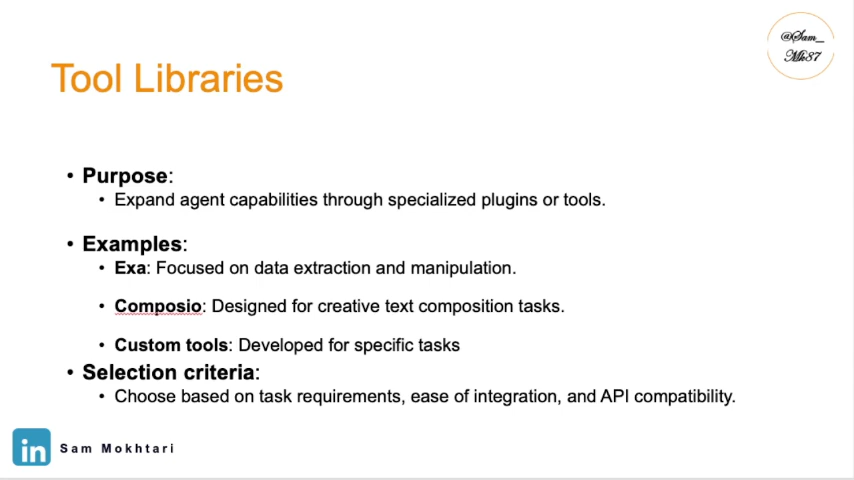 @Sam_
Mk87
Tool Libraries
• Purpose:
• Expand agent capabilities through specialized plugins or tools.
• Examples:
• Exa: Focused on data extraction and manipulation.
• Composio: Designed for creative text composition tasks.
• Custom tools: Developed for specific tasks
• Selection criteria:
• Choose based on task requirements, ease of integration, and API compatibility.
in
Sam Mokhtari